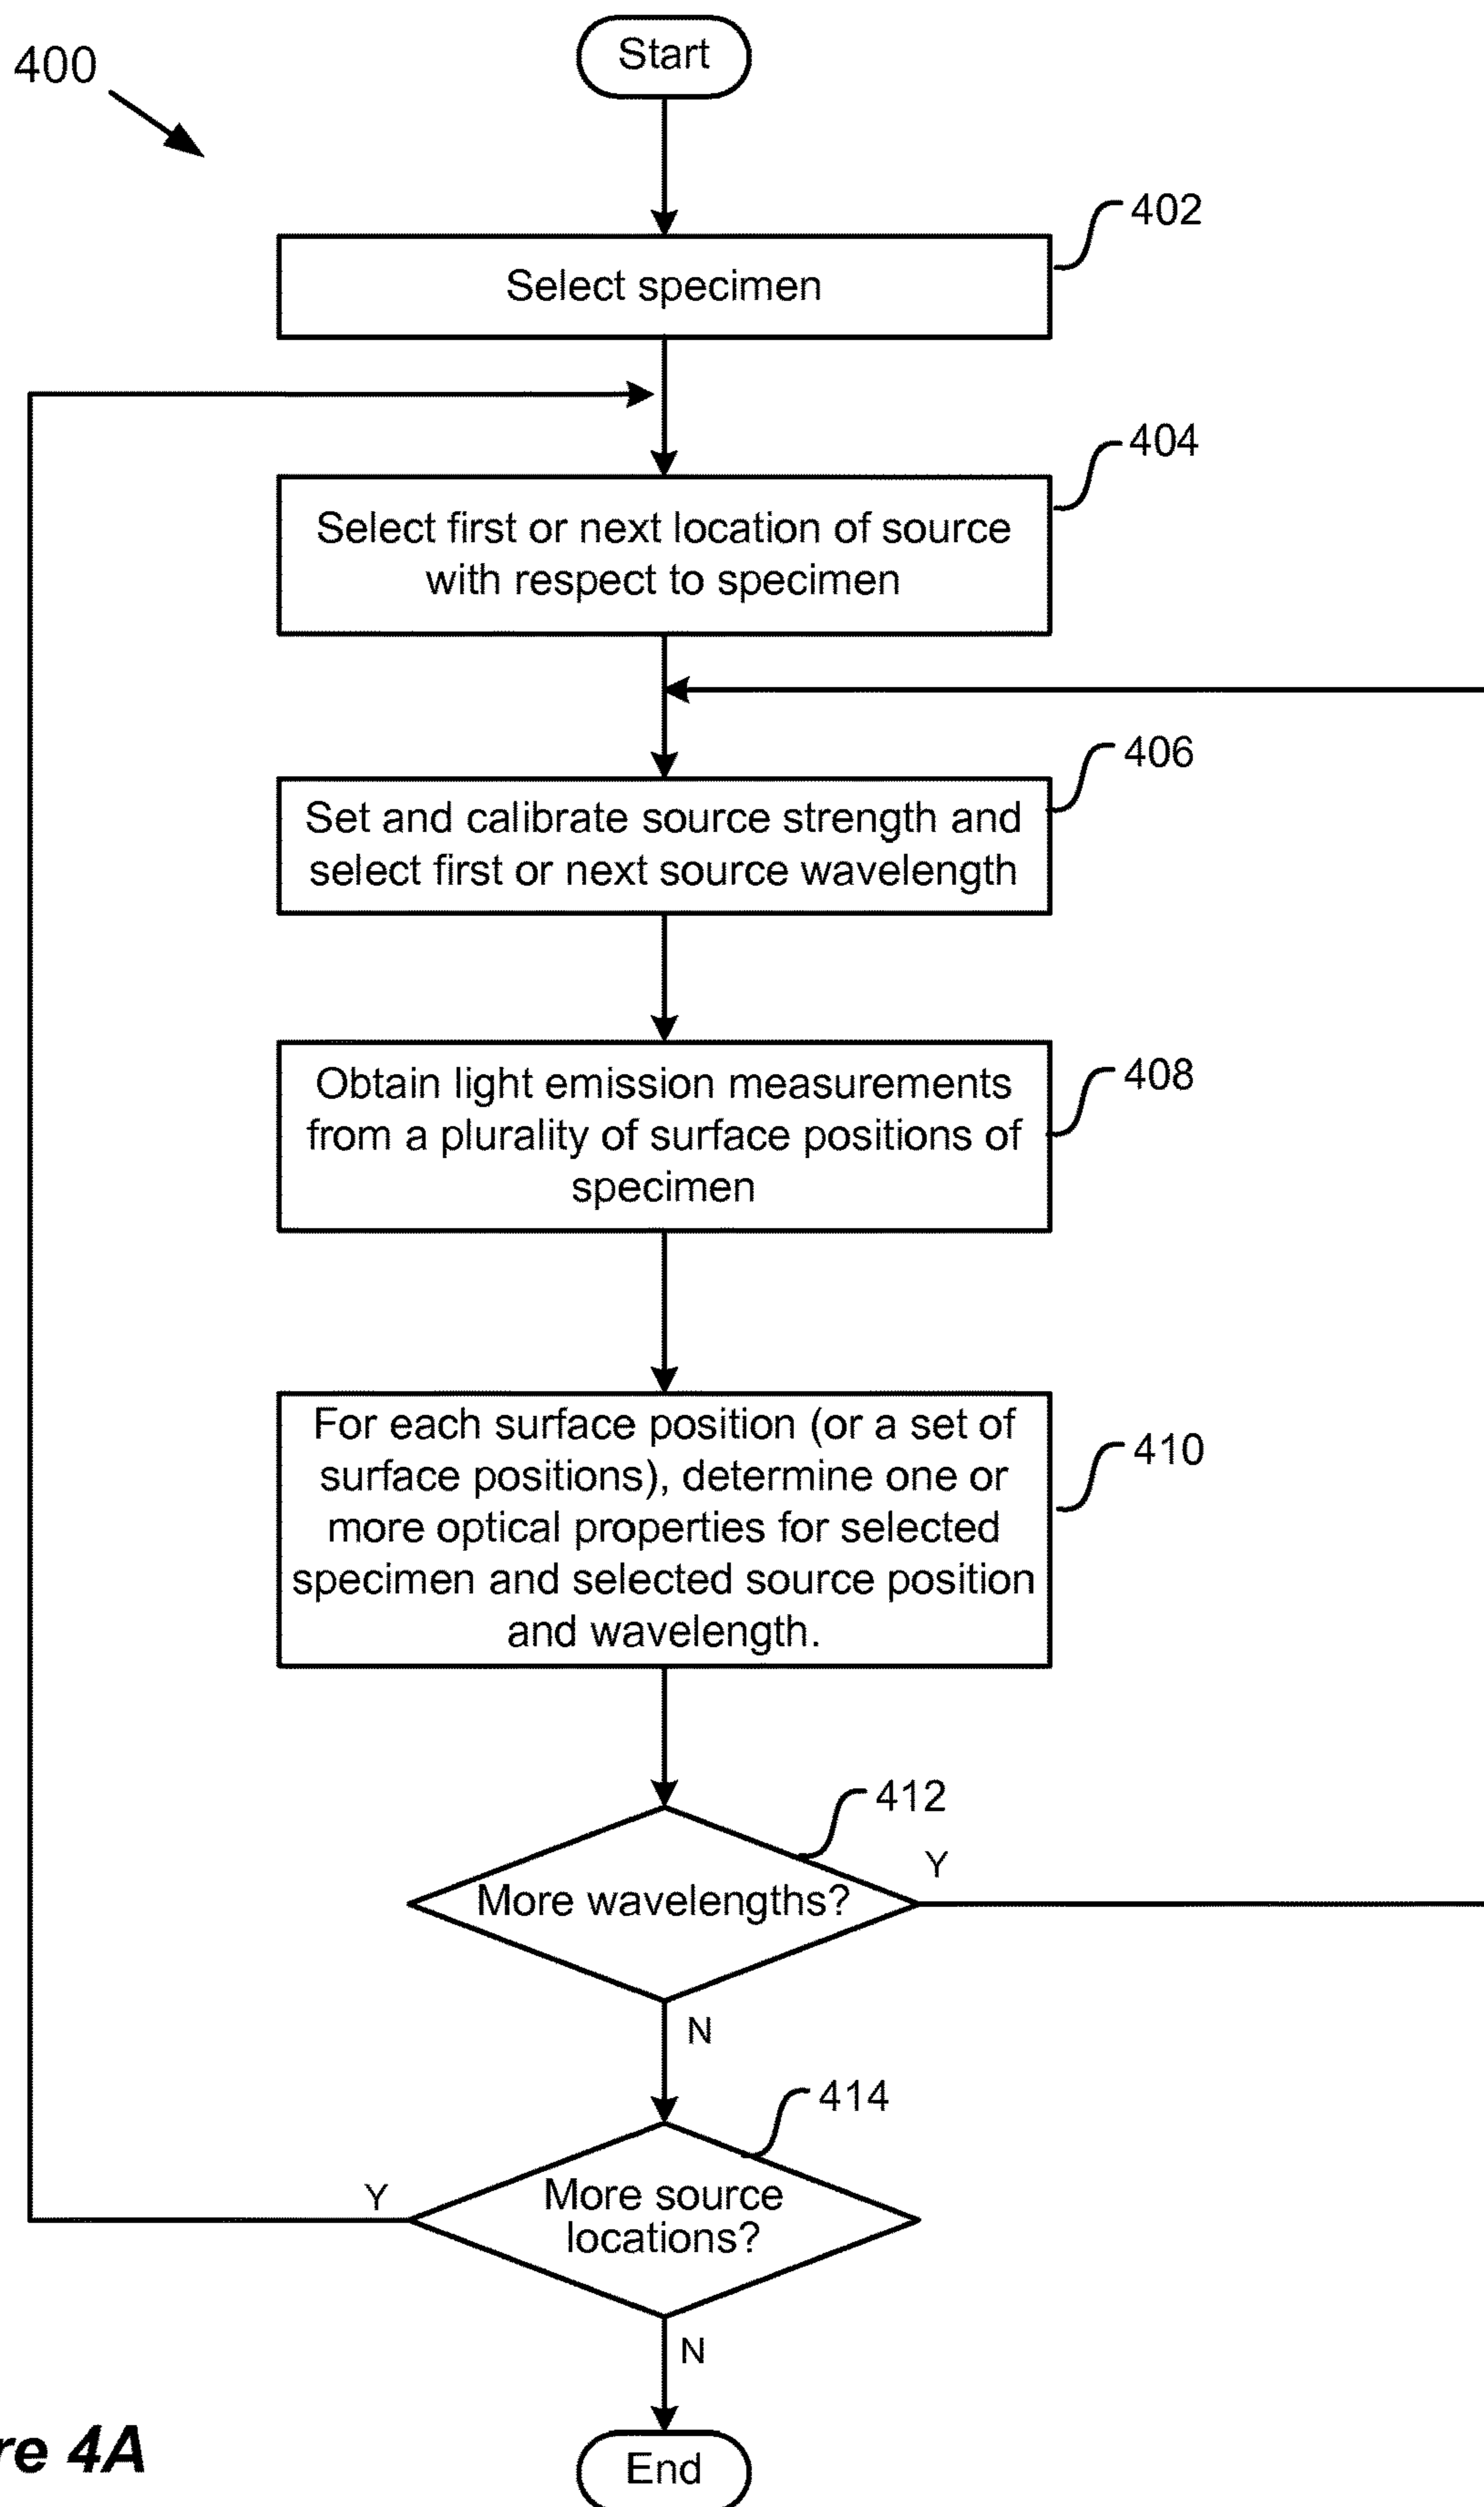 Start
400
402
Select specimen
404
Select first or next location of source
with respect to specimen
406
Set and calibrate source strength and
select first or next source wavelength
408
Obtain light emission measurements
from a plurality of surface positions of
specimen
410
For each surface position (or a set of
surface positions), determine one or
more optical properties for selected
specimen and selected source position
and wavelength.
412
Y
More wavelengths?
N
414
Y
More source
locations?
N
re 4A
End